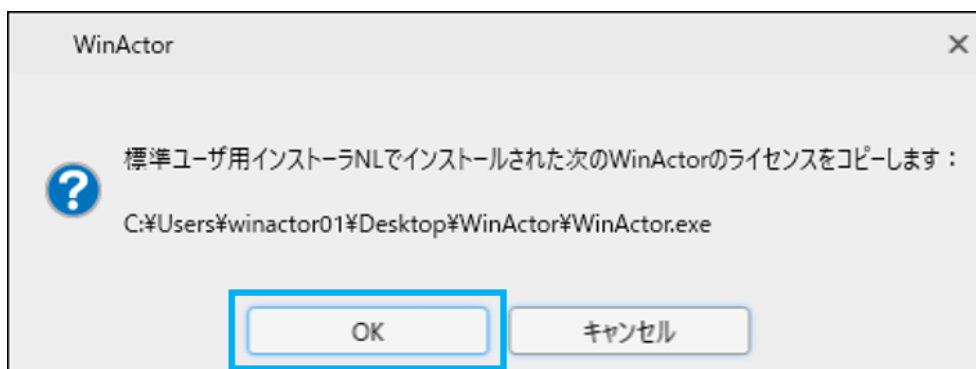 WinActor
標準ユーザ用インストーラNLでインストールされた次のWinActorのライセンスをコピーします：
C:¥Users¥winactor01¥Desktop¥WinActor¥WinActor.exe
OK
キャンセル